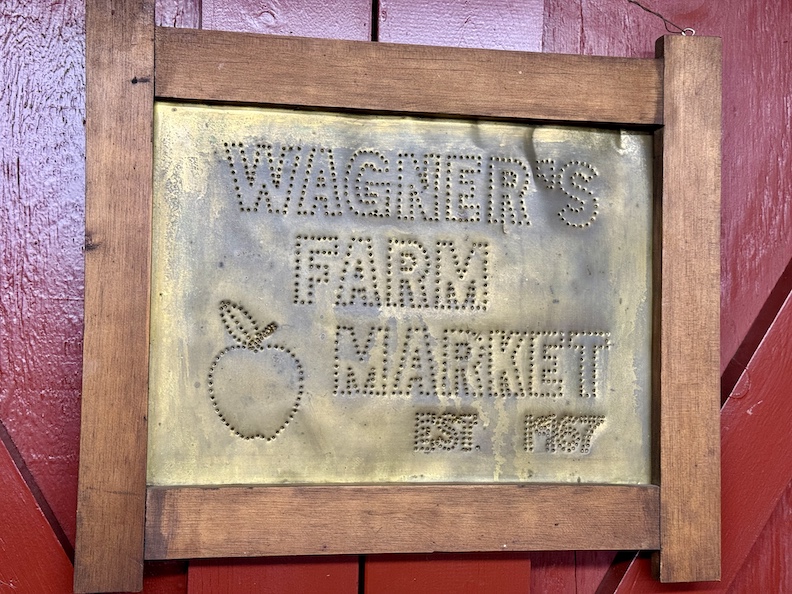 WAGNER'S
FARM
MARKET
EST. 1967